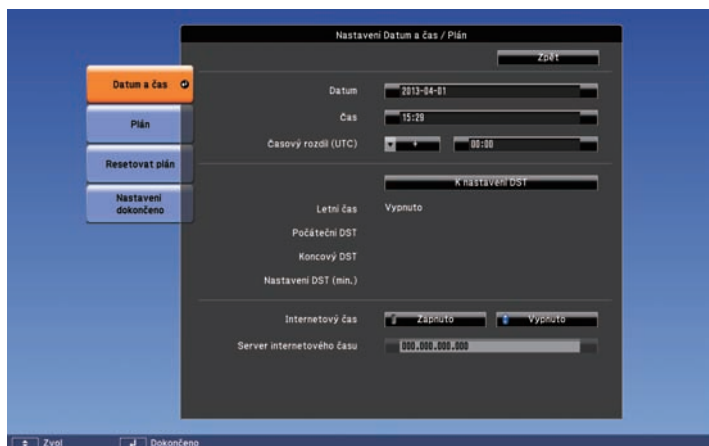 Nastavení Datum a čas / Plán
Zpět
Datum a čas
Plán
Resetovat plán
Nastavení
dokončeno
Datum 2013-04-01
Čas 15:29
Časový rozdíl (UTC) + 00:00
K nastavení DST
Letní čas Vypnuto
Počáteční DST
Koncový DST
Nastavení DST (min.)
Internetový čas Zapnuto Vypnuto
Server internetového času 000.000.000.000
Zvol Dokončeno